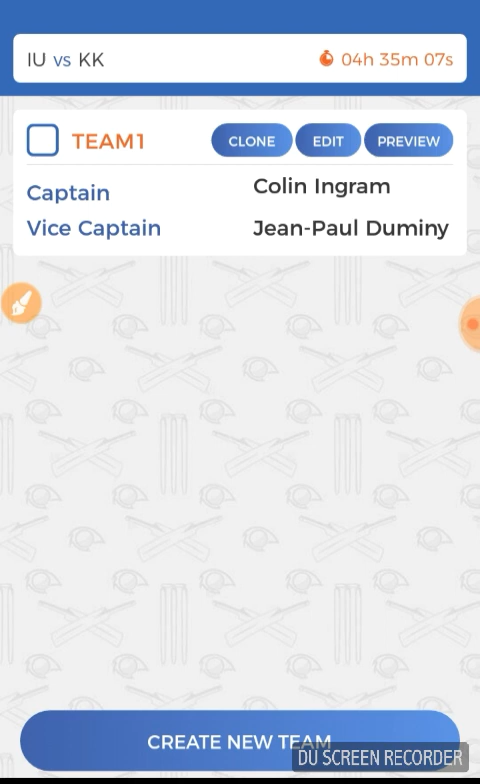 IU vs KK 04h 35m 07s
TEAM1 CLONE EDIT PREVIEW
Captain Colin Ingram
Vice Captain Jean-Paul Duminy
CREATE NEW TEAM
DU SCREEN RECORDER